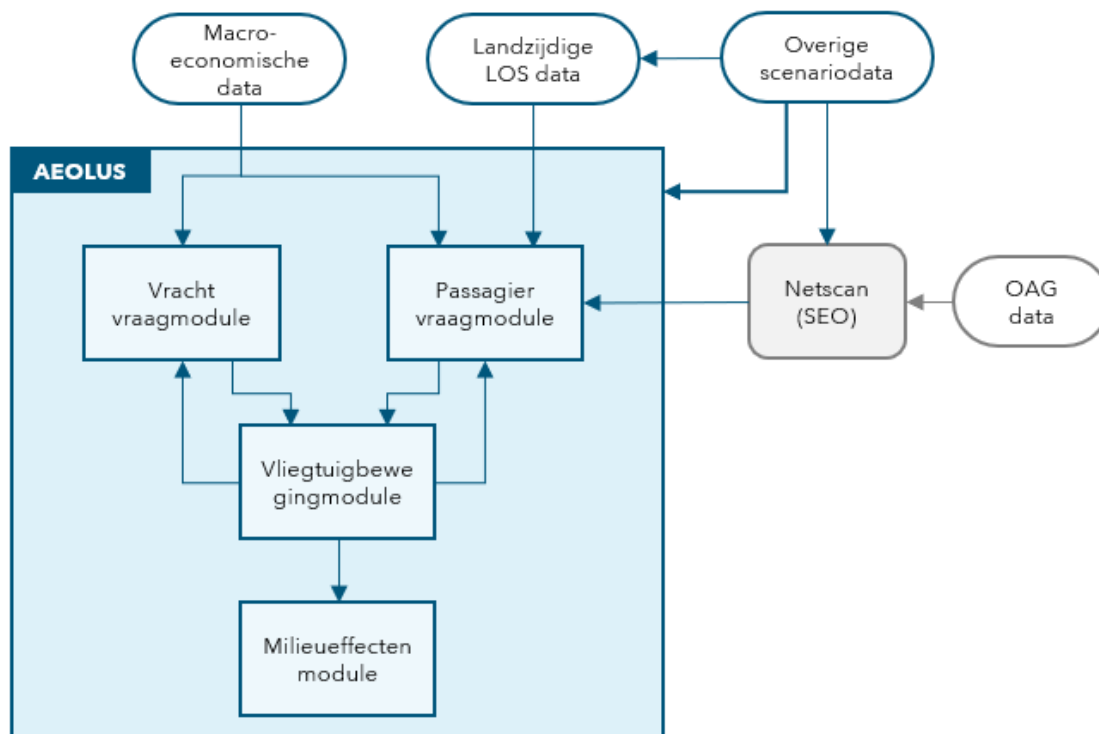 Macro-
economische
data
Landzijdige
LOS data
Overige
scenariodata
AEOLUS
Vracht
vraagmodule
Passagier
vraagmodule
Netscan
(SEO)
OAG
data
Vliegtuigbewe
gingmodule
Milieueffecten
module